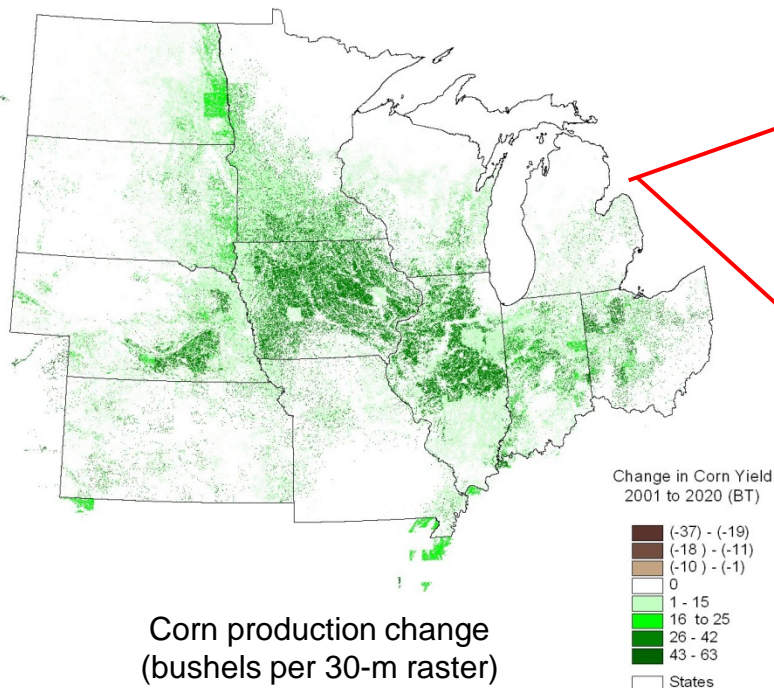 Change in Corn Yield
2001 to 2020 (BT)
(-37) - (-19)
(-18 ) - (-11)
(-10 ) - (-1)
0
1 - 15
16 to 25
26 - 42
43 - 63
States
Corn production change
(bushels per 30-m raster)